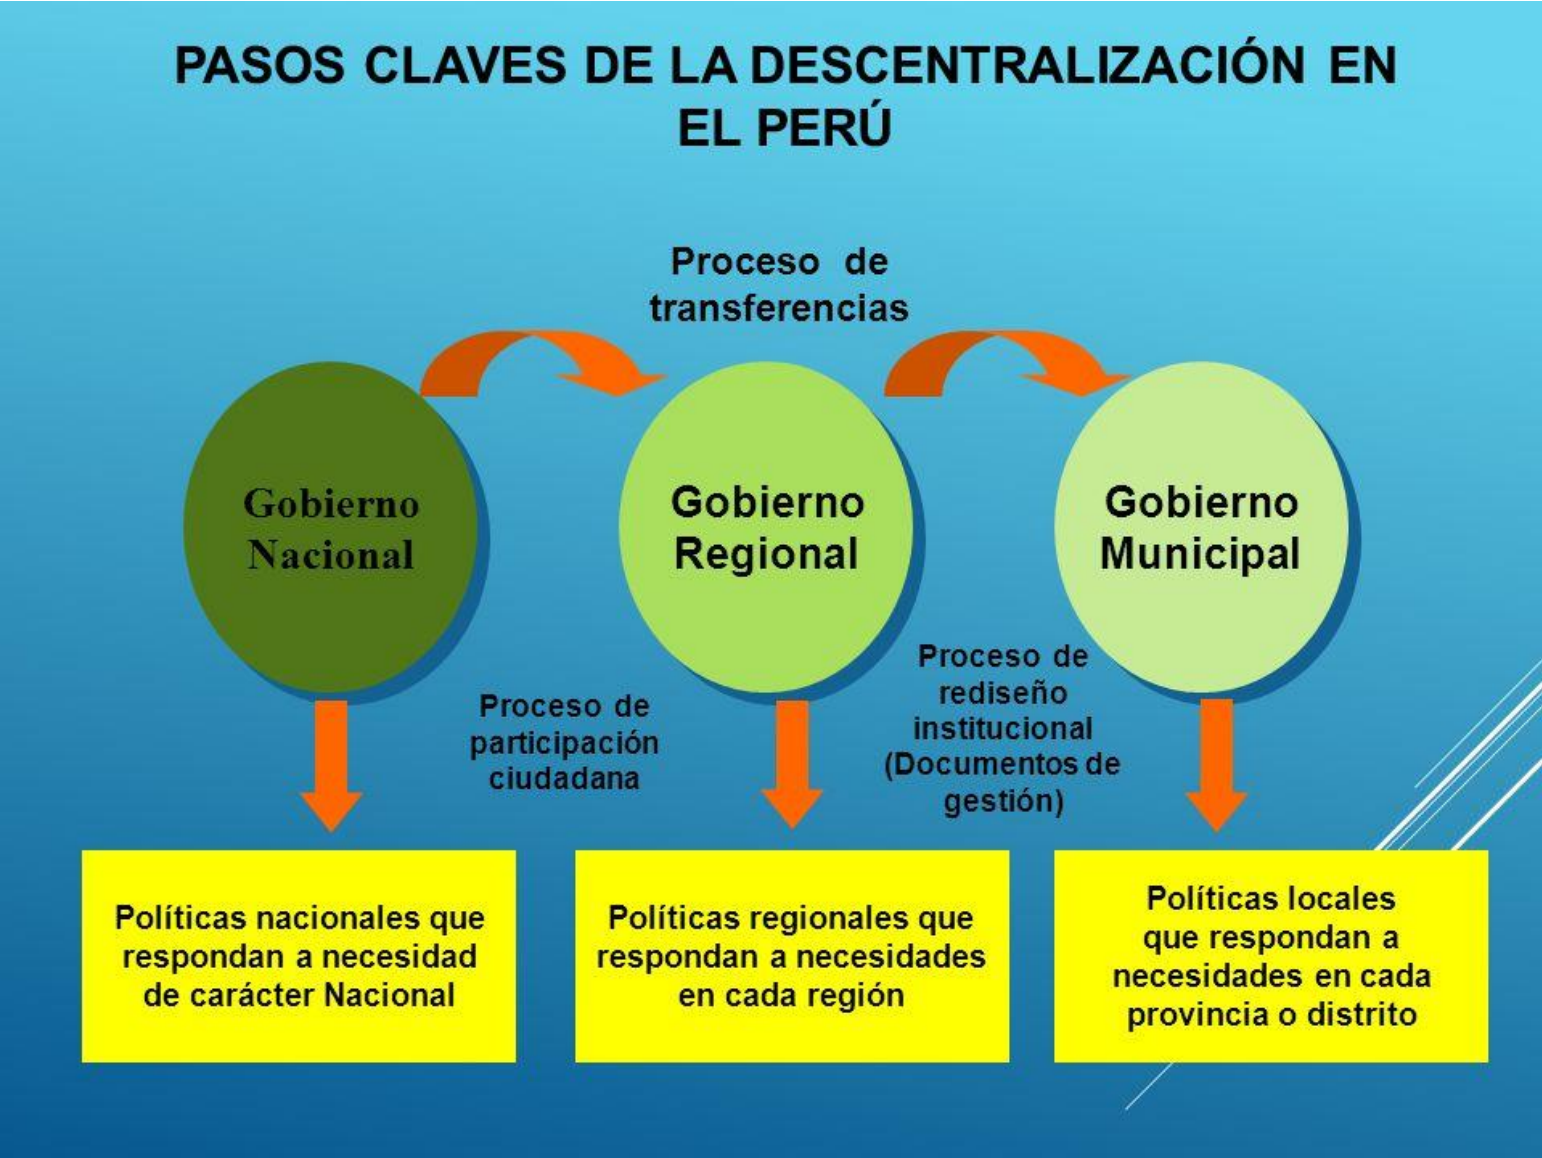 PASOS CLAVES DE LA DESCENTRALIZACIÓN EN
EL PERÚ
Proceso de
transferencias
Gobierno
Nacional
Gobierno
Regional
Gobierno
Municipal
Proceso de
participación
ciudadana
Proceso de
rediseño
institucional
(Documentos de
gestión)
Políticas nacionales que
respondan a necesidad
de carácter Nacional
Políticas regionales que
respondan a necesidades
en cada región
Políticas locales
que respondan a
necesidades en cada
provincia o distrito